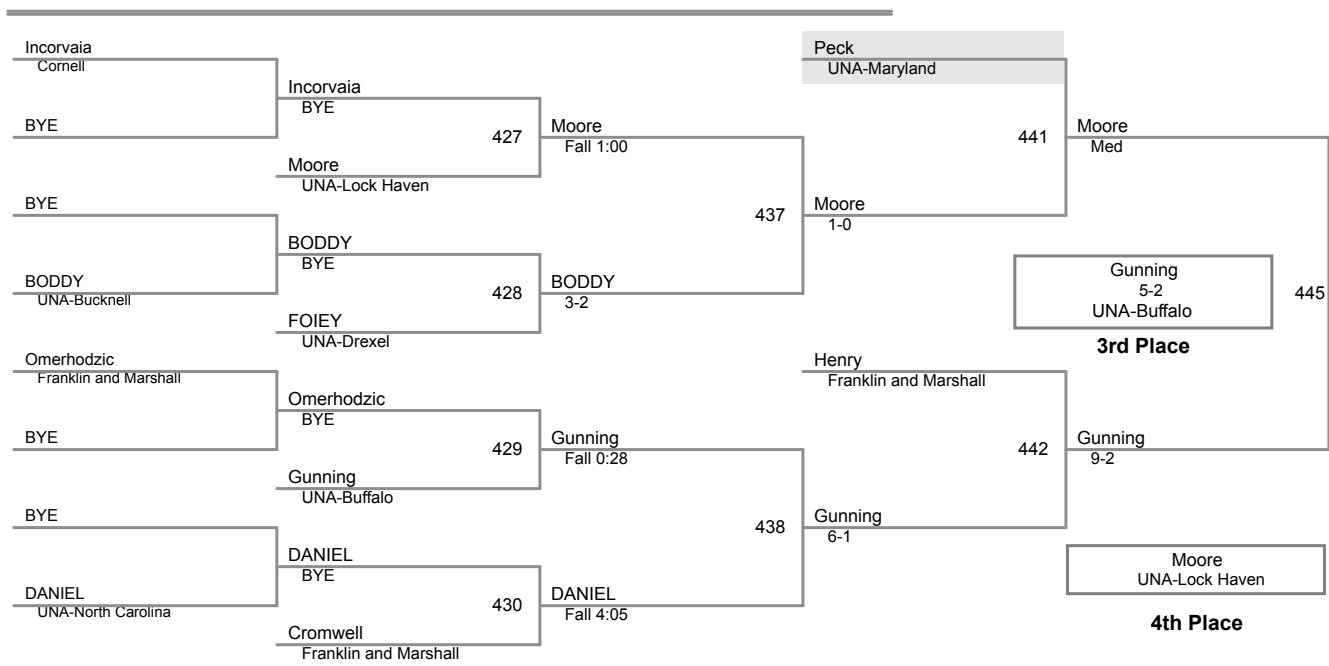 Incorvaia
Cornell
BYE
BYE
BODDY
UNA-Bucknell
Omerhodzic
Franklin and Marshall
BYE
BYE
DANIEL
UNA-North Carolina
Incorvaia
BYE
427
Moore
UNA-Lock Haven
BODDY
BYE
428
FOIEY
UNA-Drexel
Omerhodzic
BYE
429
Gunning
UNA-Buffalo
DANIEL
BYE
430
Cromwell
Franklin and Marshall
Moore
Fall 1:00
437
BODDY
3-2
Gunning
Fall 0:28
438
DANIEL
Fall 4:05
Peck
UNA-Maryland
441
Moore
1-0
Henry
Franklin and Marshall
442
Gunning
6-1
Moore
Med
445
Gunning
9-2
Gunning
5-2
UNA-Buffalo
3rd Place
Moore
UNA-Lock Haven
4th Place